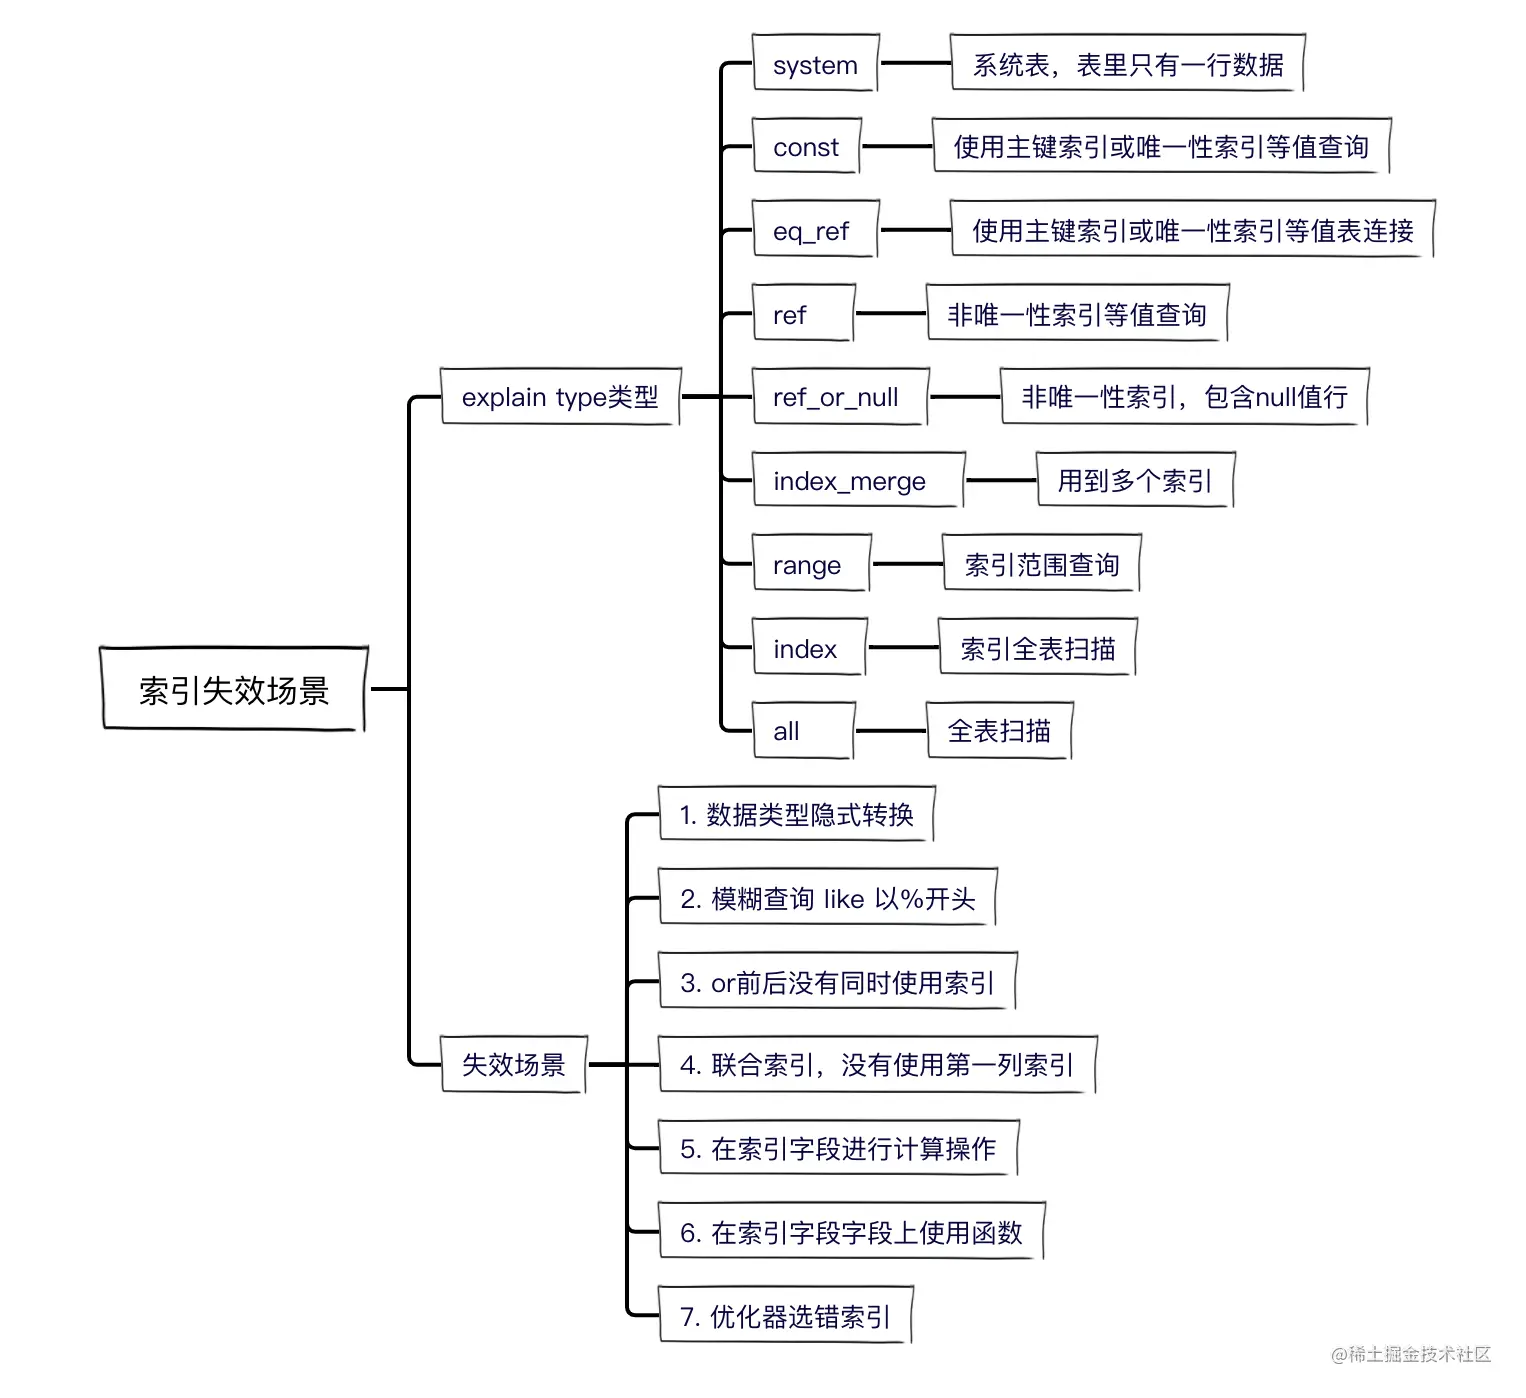 索引失效场景
explain type类型
system
系统表，表里只有一行数据
const
使用主键索引或唯一性索引等值查询
eq_ref
使用主键索引或唯一性索引等值表连接
ref
非唯一性索引等值查询
ref_or_null
非唯一性索引，包含null值行
index_merge
用到多个索引
range
索引范围查询
index
索引全表扫描
all
全表扫描
失效场景
1. 数据类型隐式转换
2. 模糊查询 like 以%开头
3. or前后没有同时使用索引
4. 联合索引，没有使用第一列索引
5. 在索引字段进行计算操作
6. 在索引字段字段上使用函数
7. 优化器选错索引
@稀土掘金技术社区